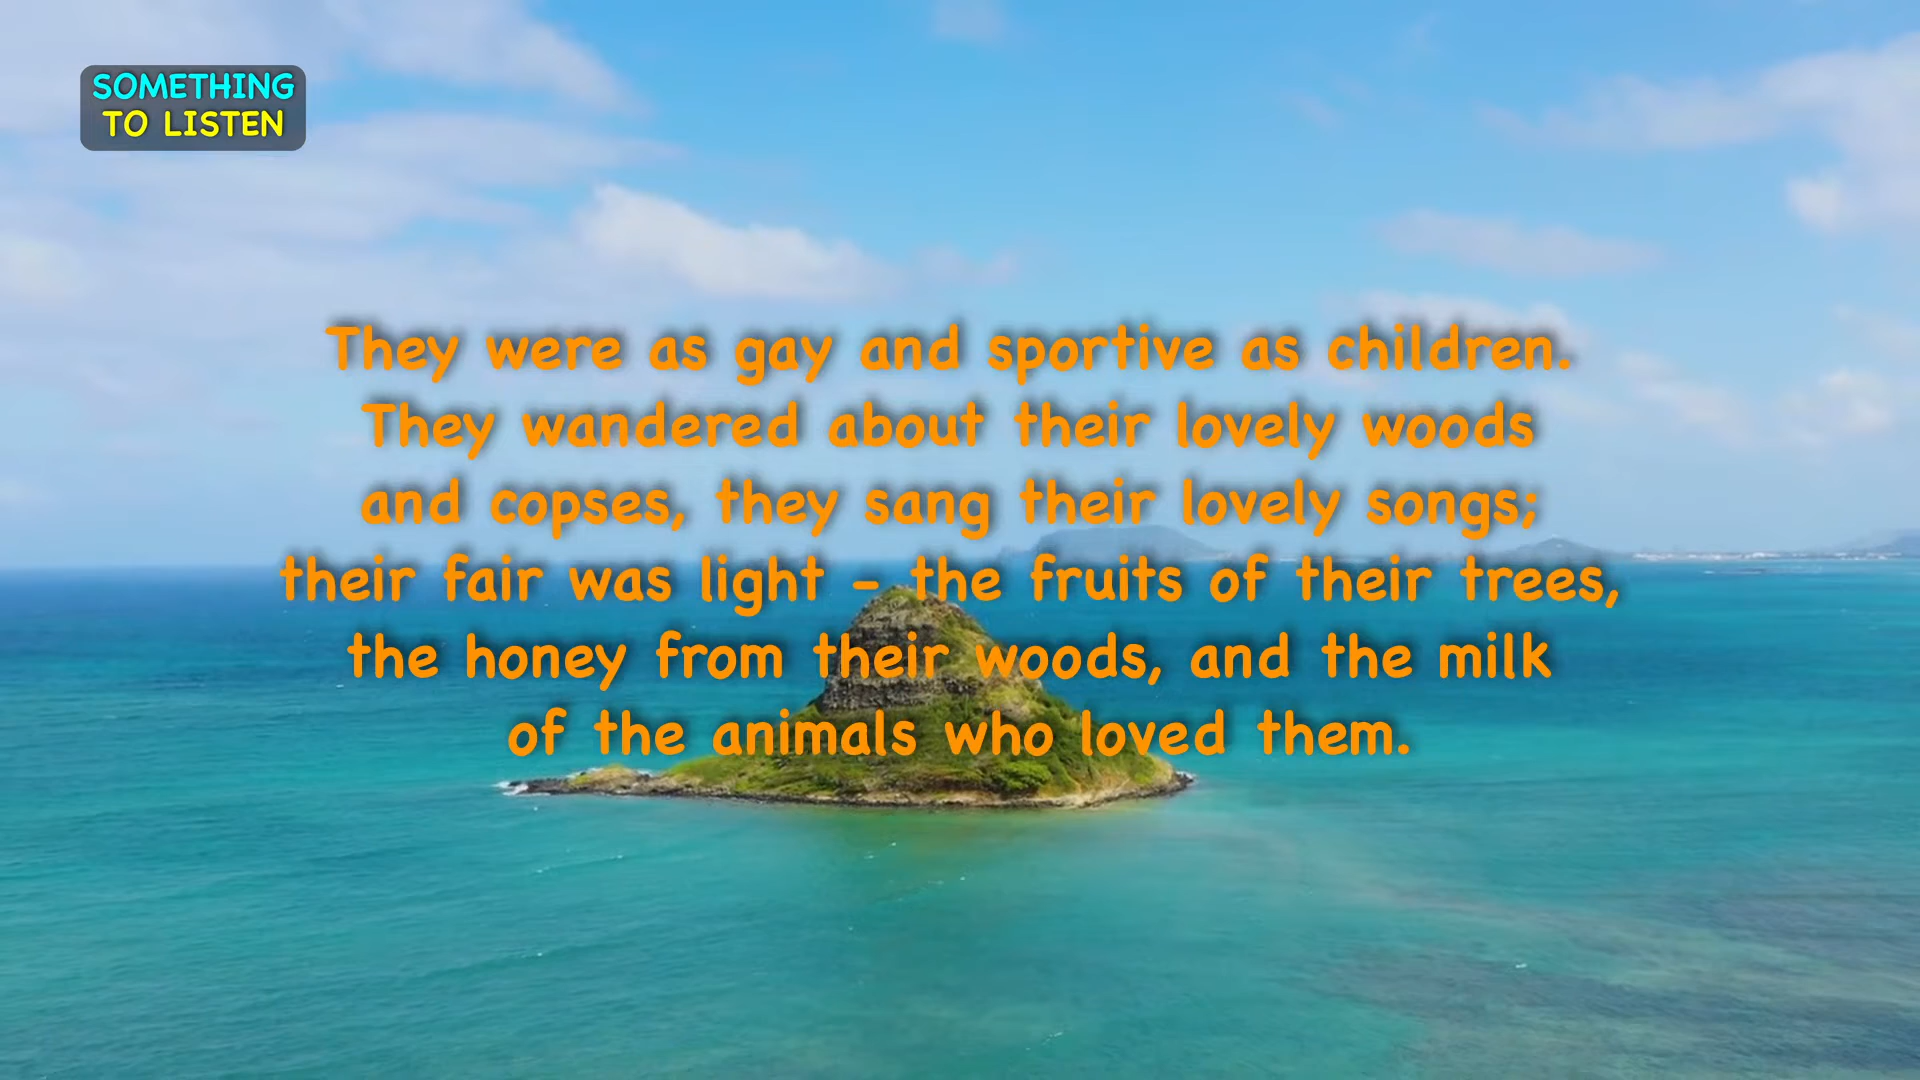 SOMETHING
TO LISTEN
They were as gay and sportive as children.
They wandered about their lovely woods
and copses, they sang their lovely songs;
their fair was light - the fruits of their trees,
the honey from their woods, and the milk
of the animals who loved them.